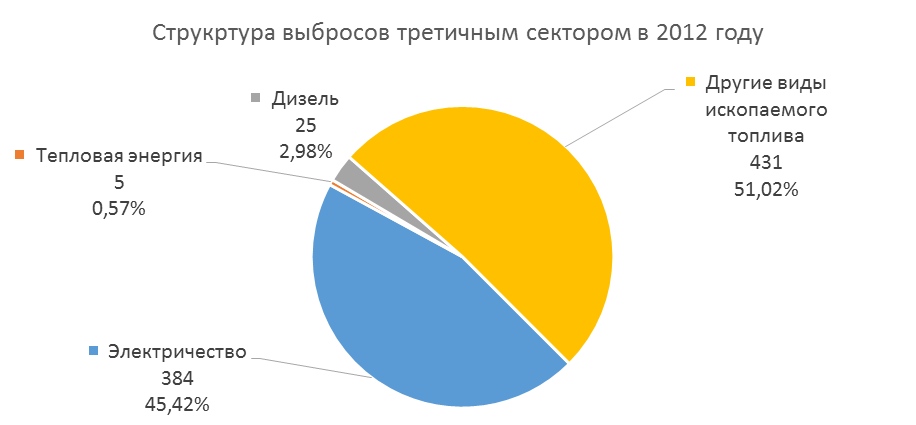 Струкртура выбросов третичным сектором в 2012 году
Другие виды
ископаемого
топлива
431
51,02%
Дизель
25
2,98%
Тепловая энергия
5
0,57%
Электричество
384
45,42%